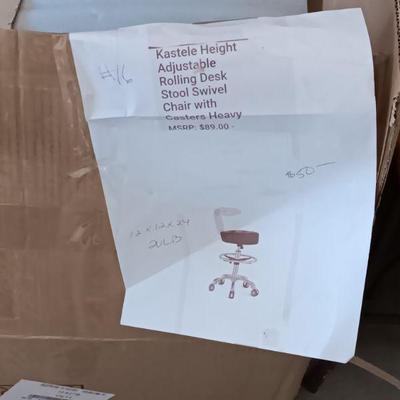 Kastele Height
Adjustable
Rolling Desk
Stool Swivel
Chair with
Casters Heavy
MSRP: $89.00 -
#16
$50-
12 x 12 x 24